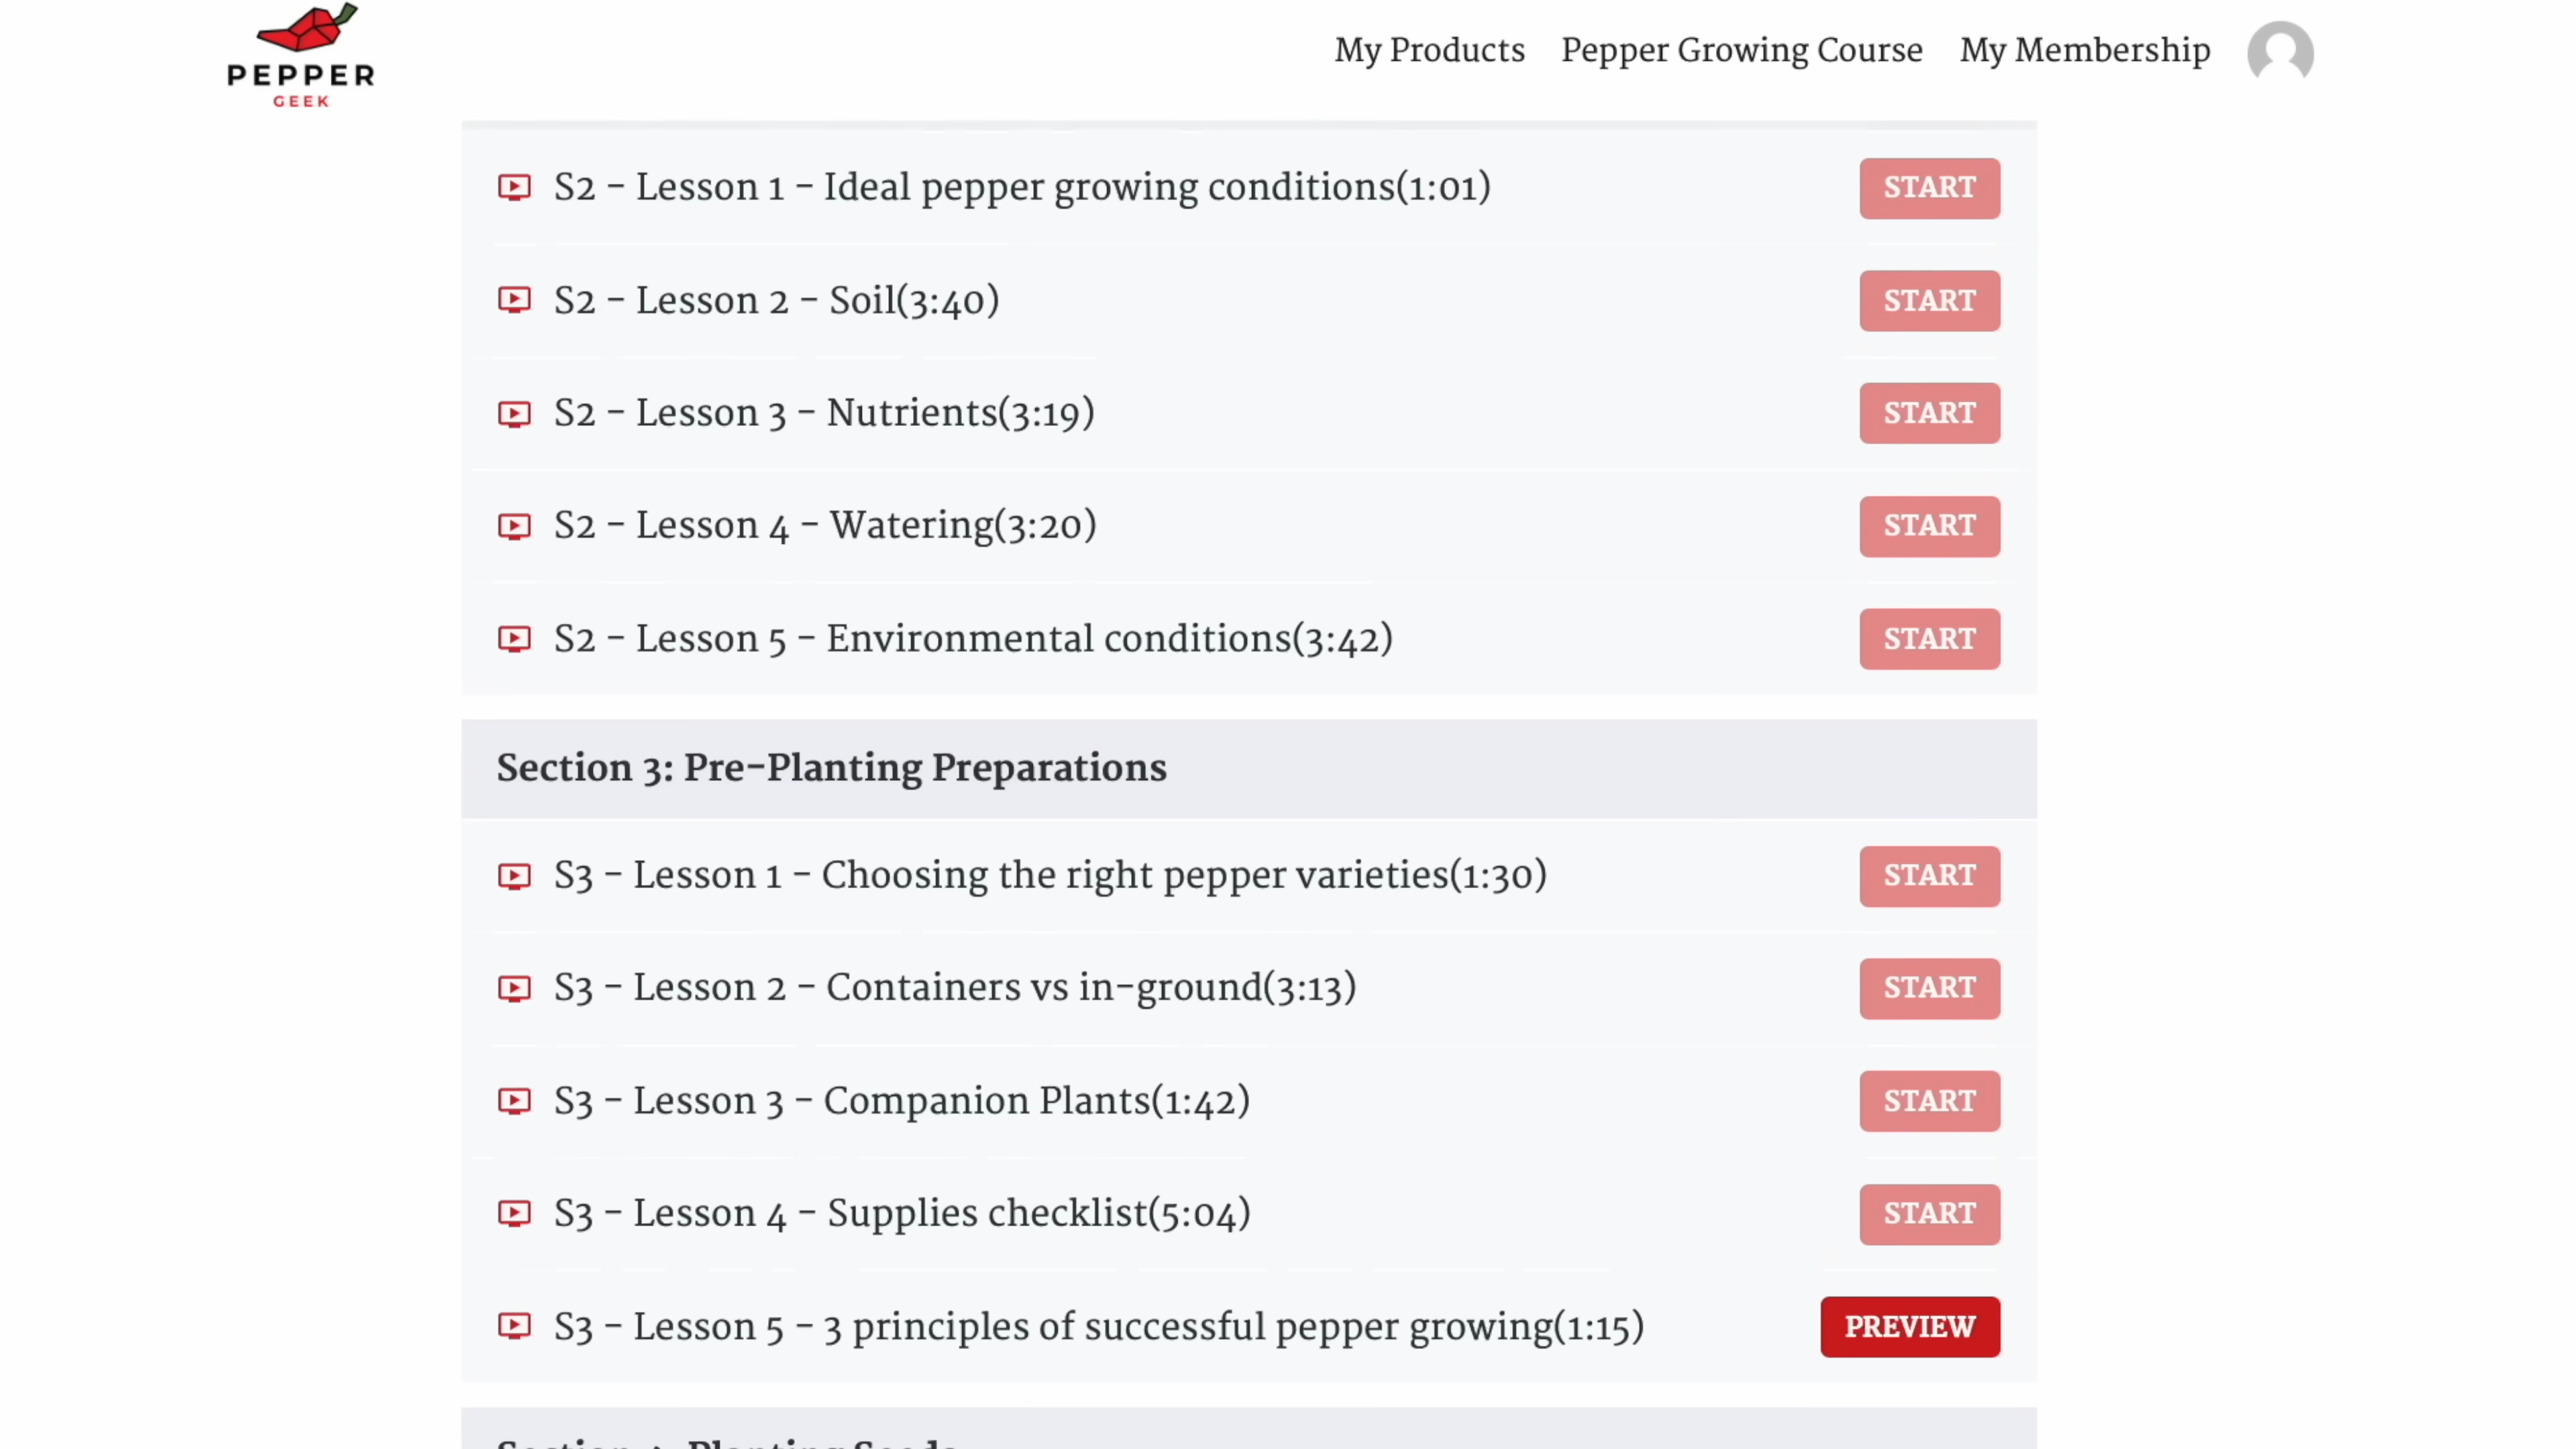 PEPPER
GEEK
My Products Pepper Growing Course My Membership
S2 - Lesson 1 - Ideal pepper growing conditions(1:01) START
S2 - Lesson 2 - Soil(3:40) START
S2 - Lesson 3 - Nutrients(3:19) START
S2 - Lesson 4 - Watering(3:20) START
S2 - Lesson 5 - Environmental conditions(3:42) START
Section 3: Pre-Planting Preparations
S3 - Lesson 1 - Choosing the right pepper varieties(1:30) START
S3 - Lesson 2 - Containers vs in-ground(3:13) START
S3 - Lesson 3 - Companion Plants(1:42) START
S3 - Lesson 4 - Supplies checklist(5:04) START
S3 - Lesson 5 - 3 principles of successful pepper growing(1:15) PREVIEW
Section 4: Planting Seeds